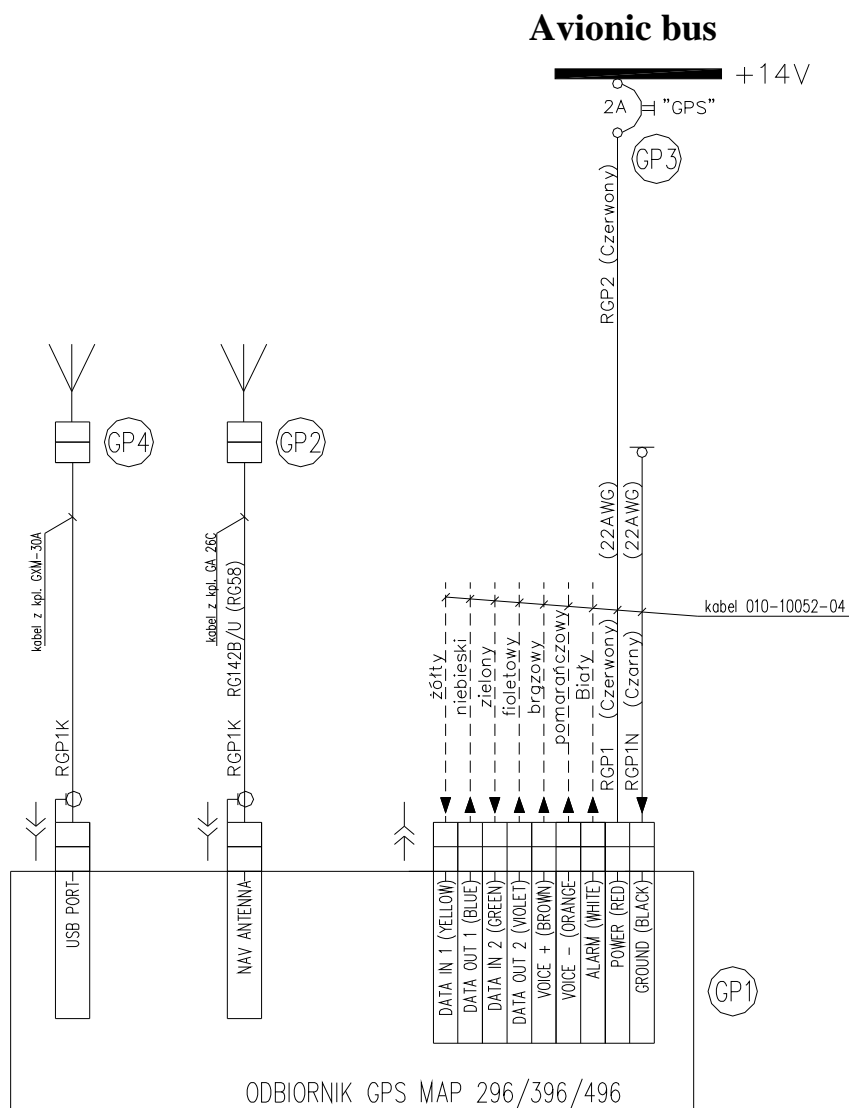 Avionic bus
+14V
2A
"GPS"
GP3
RGP2 (Czerwony)
GP4
GP2
kabel z kpl. GXM-30A
kabel z kpl. GA 26C
RG142B/U (RG58)
(22AWG)
(22AWG)
kabel 010-10052-04
żółty
niebieski
zielony
fioletowy
brązowy
pomarańczowy
Biały
(Czerwony)
(Czarny)
RGP1K
RGP1K
RGP1
RGP1N
USB PORT
NAV ANTENNA
DATA IN 1 (YELLOW)
DATA OUT 1 (BLUE)
DATA IN 2 (GREEN)
DATA OUT 2 (VIOLET)
VOICE + (BROWN)
VOICE - (ORANGE
ALARM (WHITE)
POWER (RED)
GROUND (BLACK)
GP1
ODBIORNIK GPS MAP 296/396/496